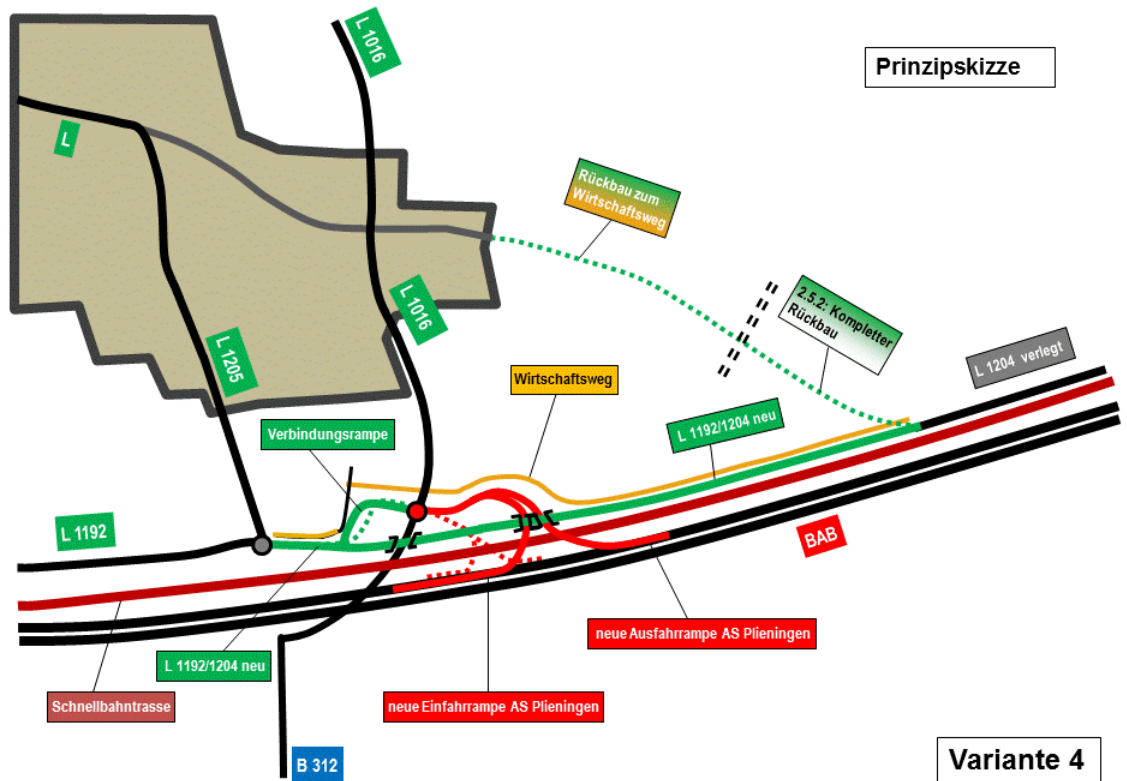 L 1016
Prinzipskizze
L
Rückbau zum
Wirtschaftsweg
L 1016
2.5.2: Kompletter
Rückbau
L 1204 verlegt
L 1205
Wirtschaftsweg
L 1192/1204 neu
Verbindungsrampe
L 1192
BAB
neue Ausfahrrampe AS Plieningen
L 1192/1204 neu
Schnellbahntrasse
neue Einfahrrampe AS Plieningen
B 312
Variante 4